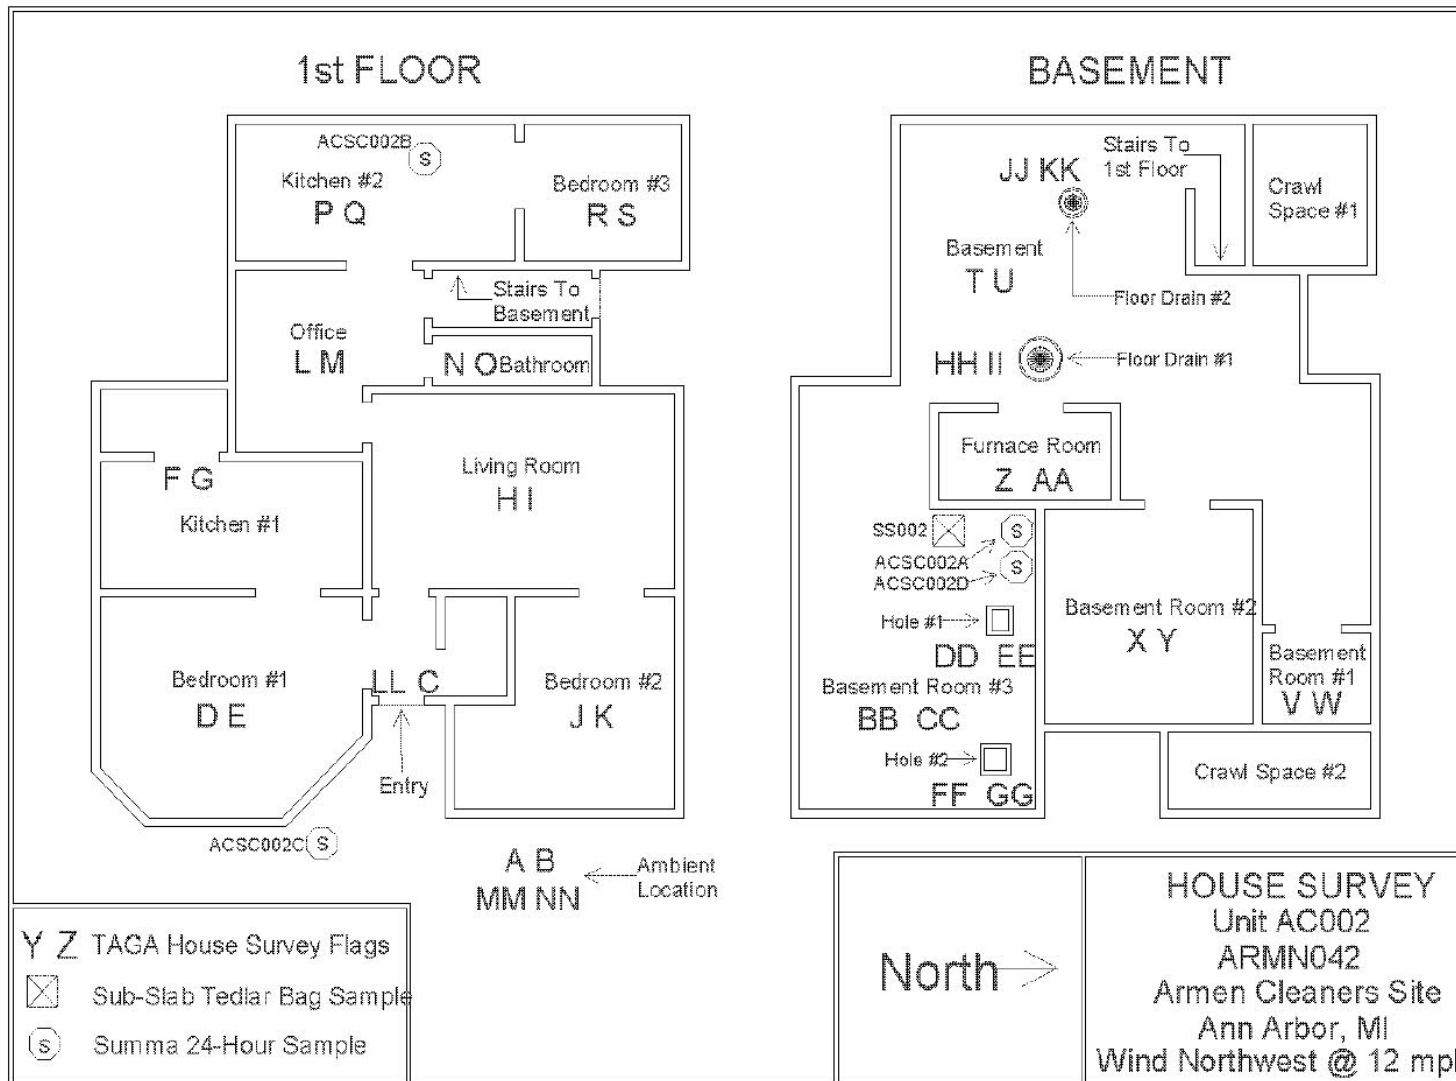 1st FLOOR
ACSC002B
S
Kitchen #2
P Q
Bedroom #3
R S
Stairs To
Basement
Office
L M
N O Bathroom
F G
Kitchen #1
Living Room
H I
Bedroom #1
D E
LL C
Bedroom #2
J K
Entry
ACSC002C
S
A B
MM NN
Ambient
Location
BASEMENT
JJ KK
Stairs To
1st Floor
Crawl
Space #1
Basement
T U
Floor Drain #2
HH II
Floor Drain #1
Furnace Room
Z AA
SS002
S
ACSC002A
S
ACSC002D
Hole #1
DD EE
Basement Room #2
X Y
Basement
Room #1
V W
Basement Room #3
BB CC
Hole #2
FF GG
Crawl Space #2
Y Z TAGA House Survey Flags
Sub-Slab Tedlar Bag Sample
S Summa 24-Hour Sample
North
HOUSE SURVEY
Unit AC002
ARMN042
Armen Cleaners Site
Ann Arbor, MI
Wind Northwest @ 12 mp